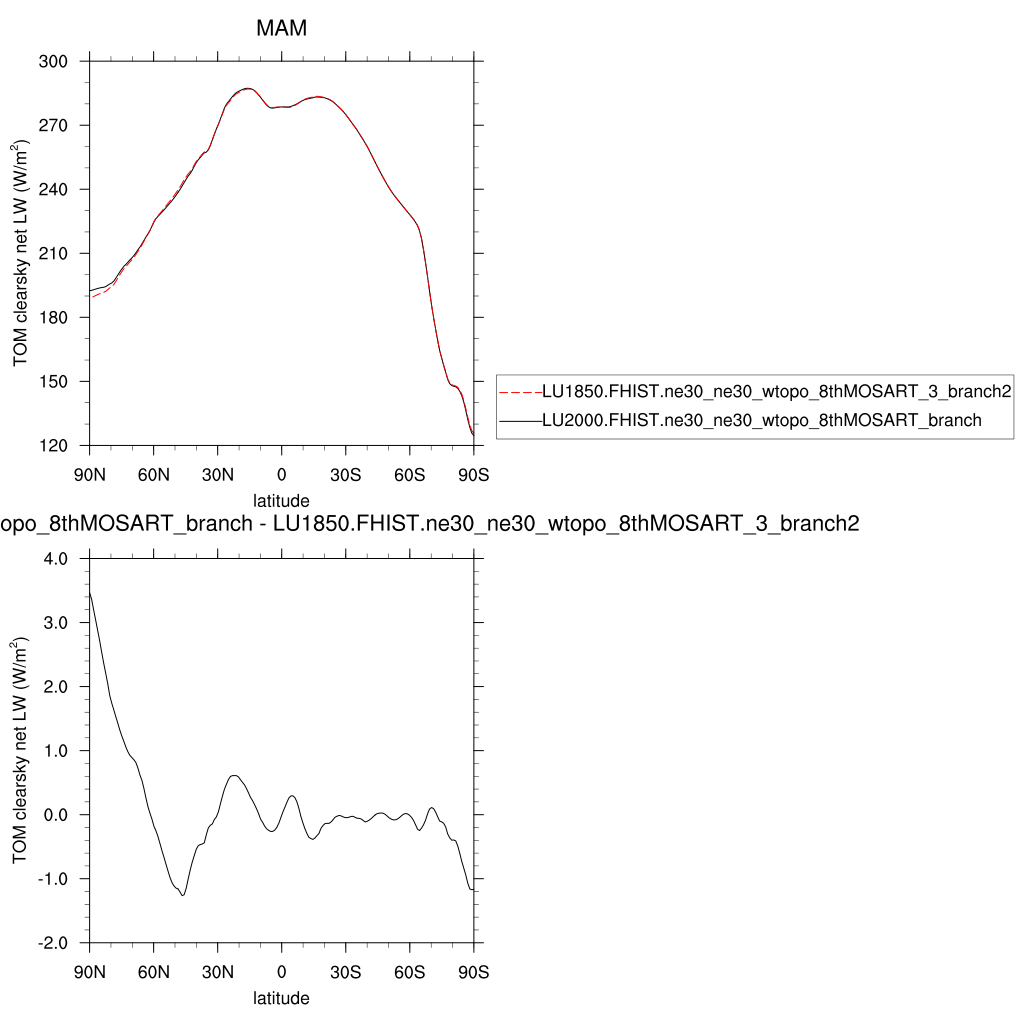 MAM
300
270
240
210
180
150
120
TOM clearsky net LW (W/m²)
90N 60N 30N 0 30S 60S 90S
latitude
LU1850.FHIST.ne30_ne30_wtopo_8thMOSART_3_branch2
LU2000.FHIST.ne30_ne30_wtopo_8thMOSART_branch
opo_8thMOSART_branch - LU1850.FHIST.ne30_ne30_wtopo_8thMOSART_3_branch2
4.0
3.0
2.0
1.0
0.0
-1.0
-2.0
TOM clearsky net LW (W/m²)
90N 60N 30N 0 30S 60S 90S
latitude